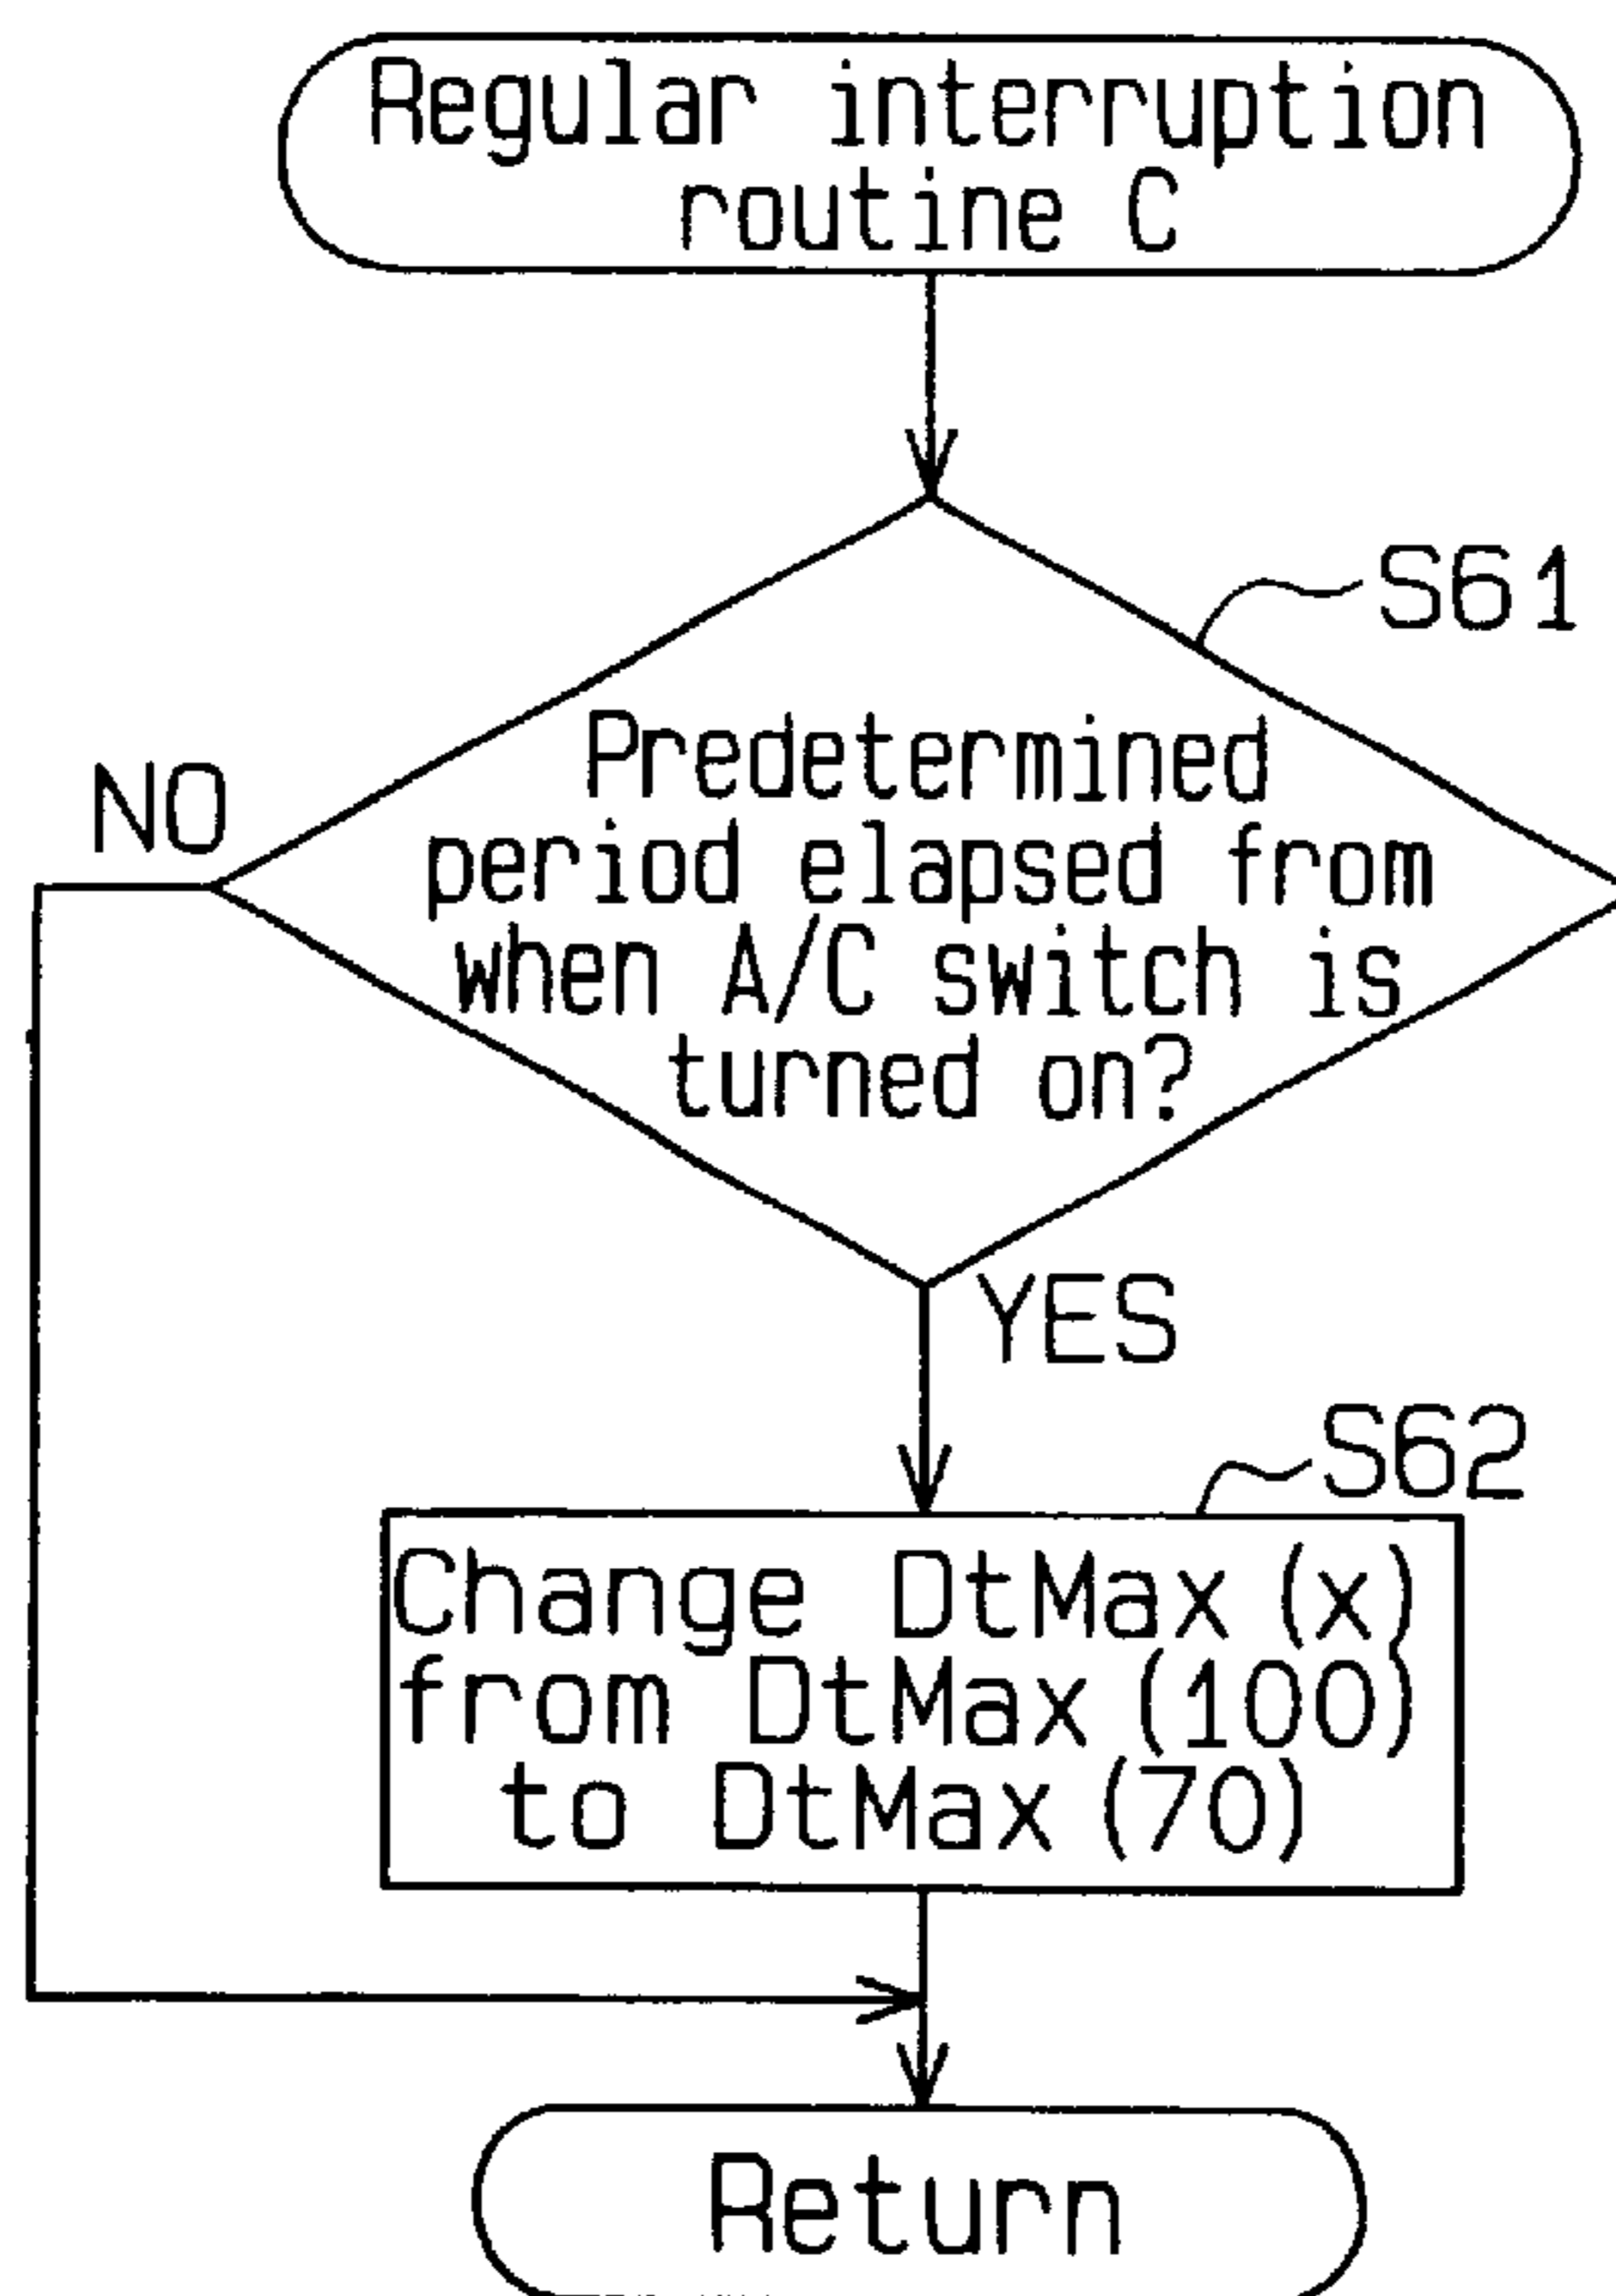 Regular interruption
routine C
S61
NO
Predetermined
period elapsed from
when A/C switch is
turned on?
YES
S62
Change DtMax (x)
from DtMax (100)
to DtMax (70)
Return